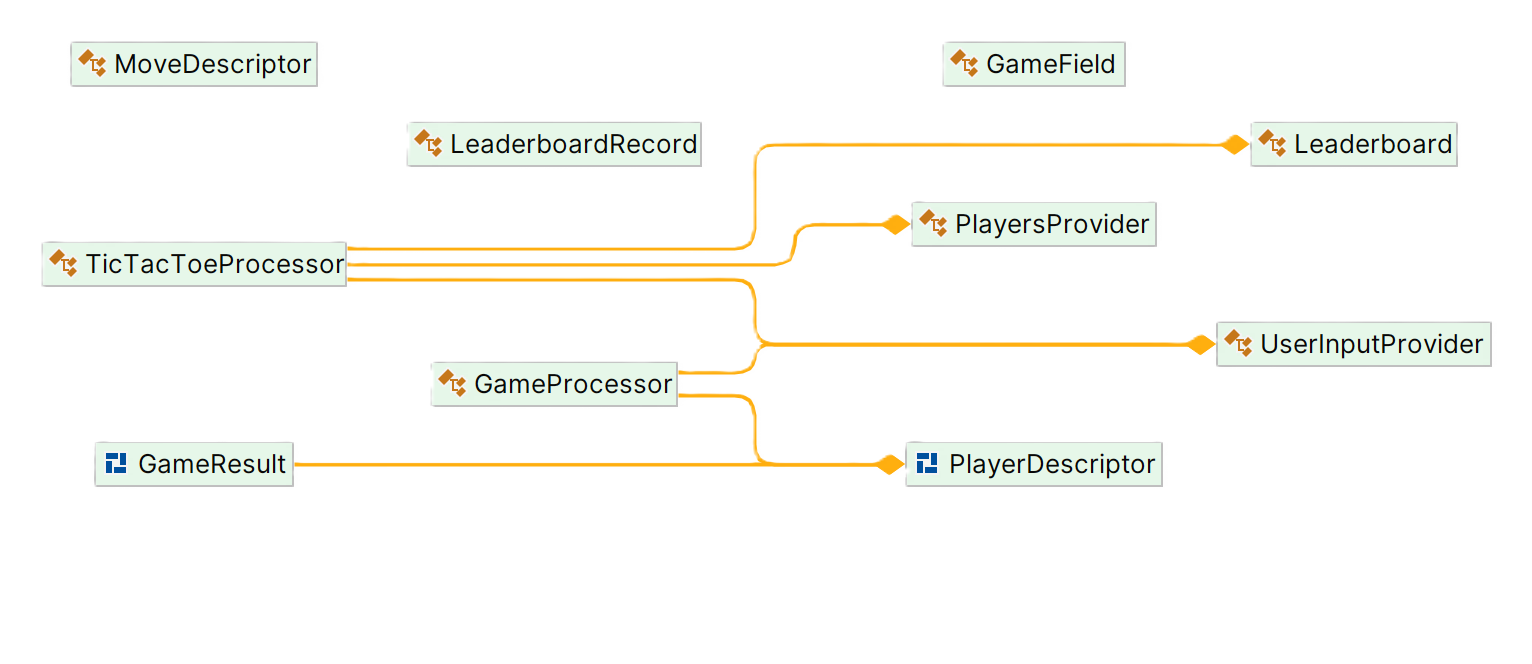 MoveDescriptor
GameField
LeaderboardRecord
Leaderboard
PlayersProvider
TicTacToeProcessor
UserInputProvider
GameProcessor
GameResult
PlayerDescriptor